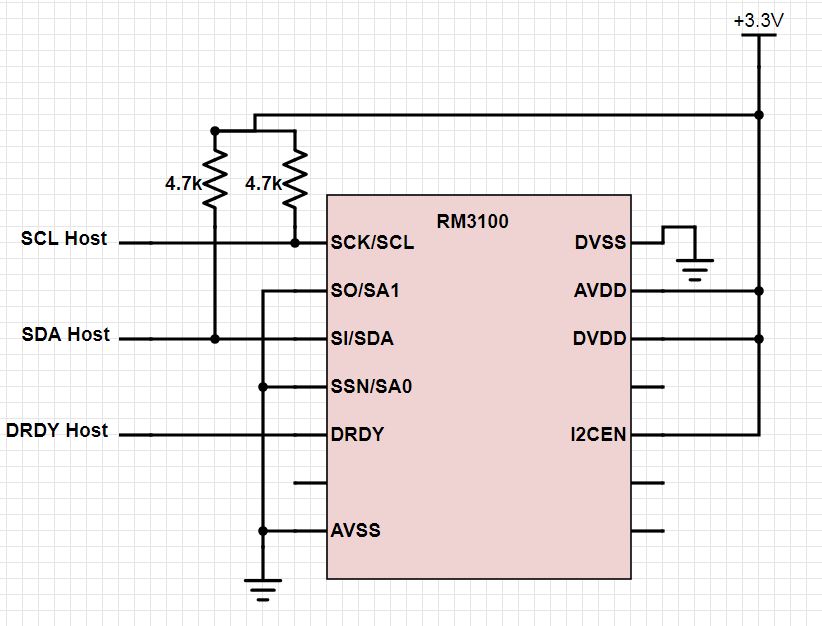 +3.3V
4.7k
4.7k
RM3100
SCL Host
SCK/SCL
DVSS
SO/SA1
AVDD
SDA Host
SI/SDA
DVDD
SSN/SA0
DRDY Host
DRDY
I2CEN
AVSS